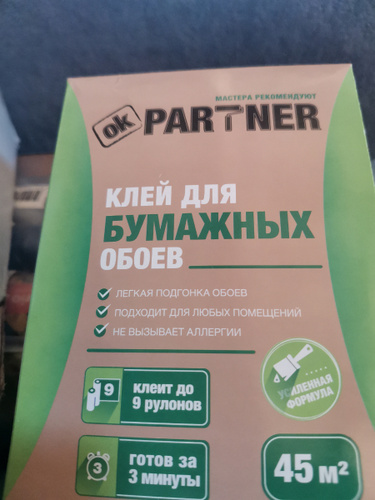 МАСТЕРА РЕКОМЕНДУЮТ
ok PARTNER
КЛЕЙ ДЛЯ
БУМАЖНЫХ
ОБОЕВ
ЛЕГКАЯ ПОДГОНКА ОБОЕВ
ПОДХОДИТ ДЛЯ ЛЮБЫХ ПОМЕЩЕНИЙ
НЕ ВЫЗЫВАЕТ АЛЛЕРГИИ
9 клеит до
9 рулонов
УСИЛЕННАЯ
ФОРМУЛА
3 готов за
3 минуты
45 м²